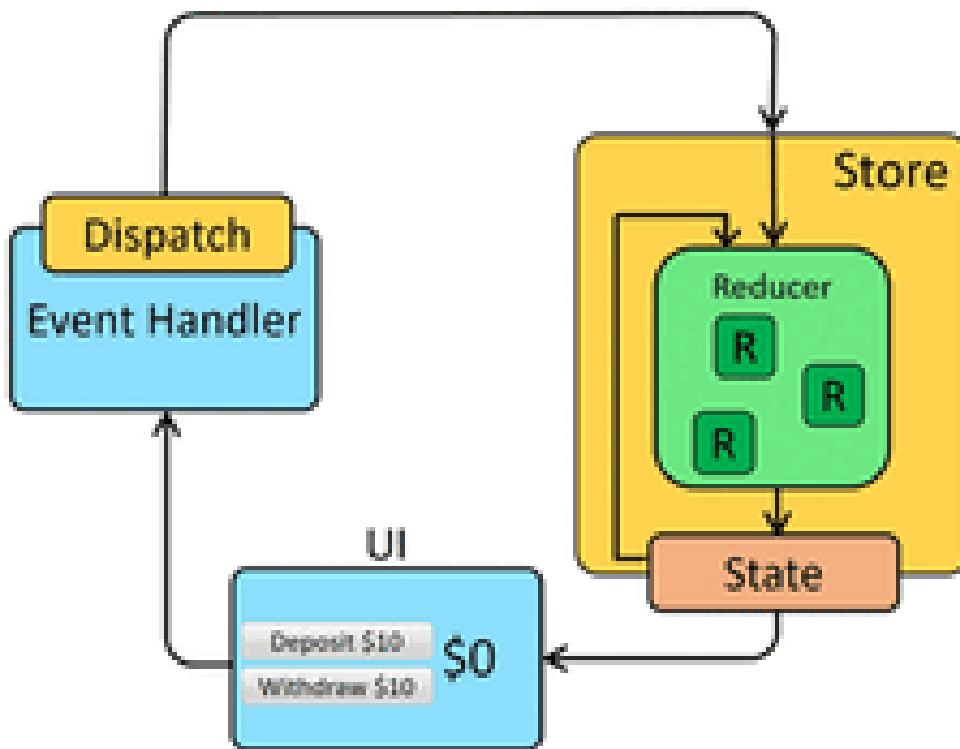 Store
Dispatch
Event Handler
Reducer
R
R
R
State
UI
Deposit $10
Withdraw $10
$0